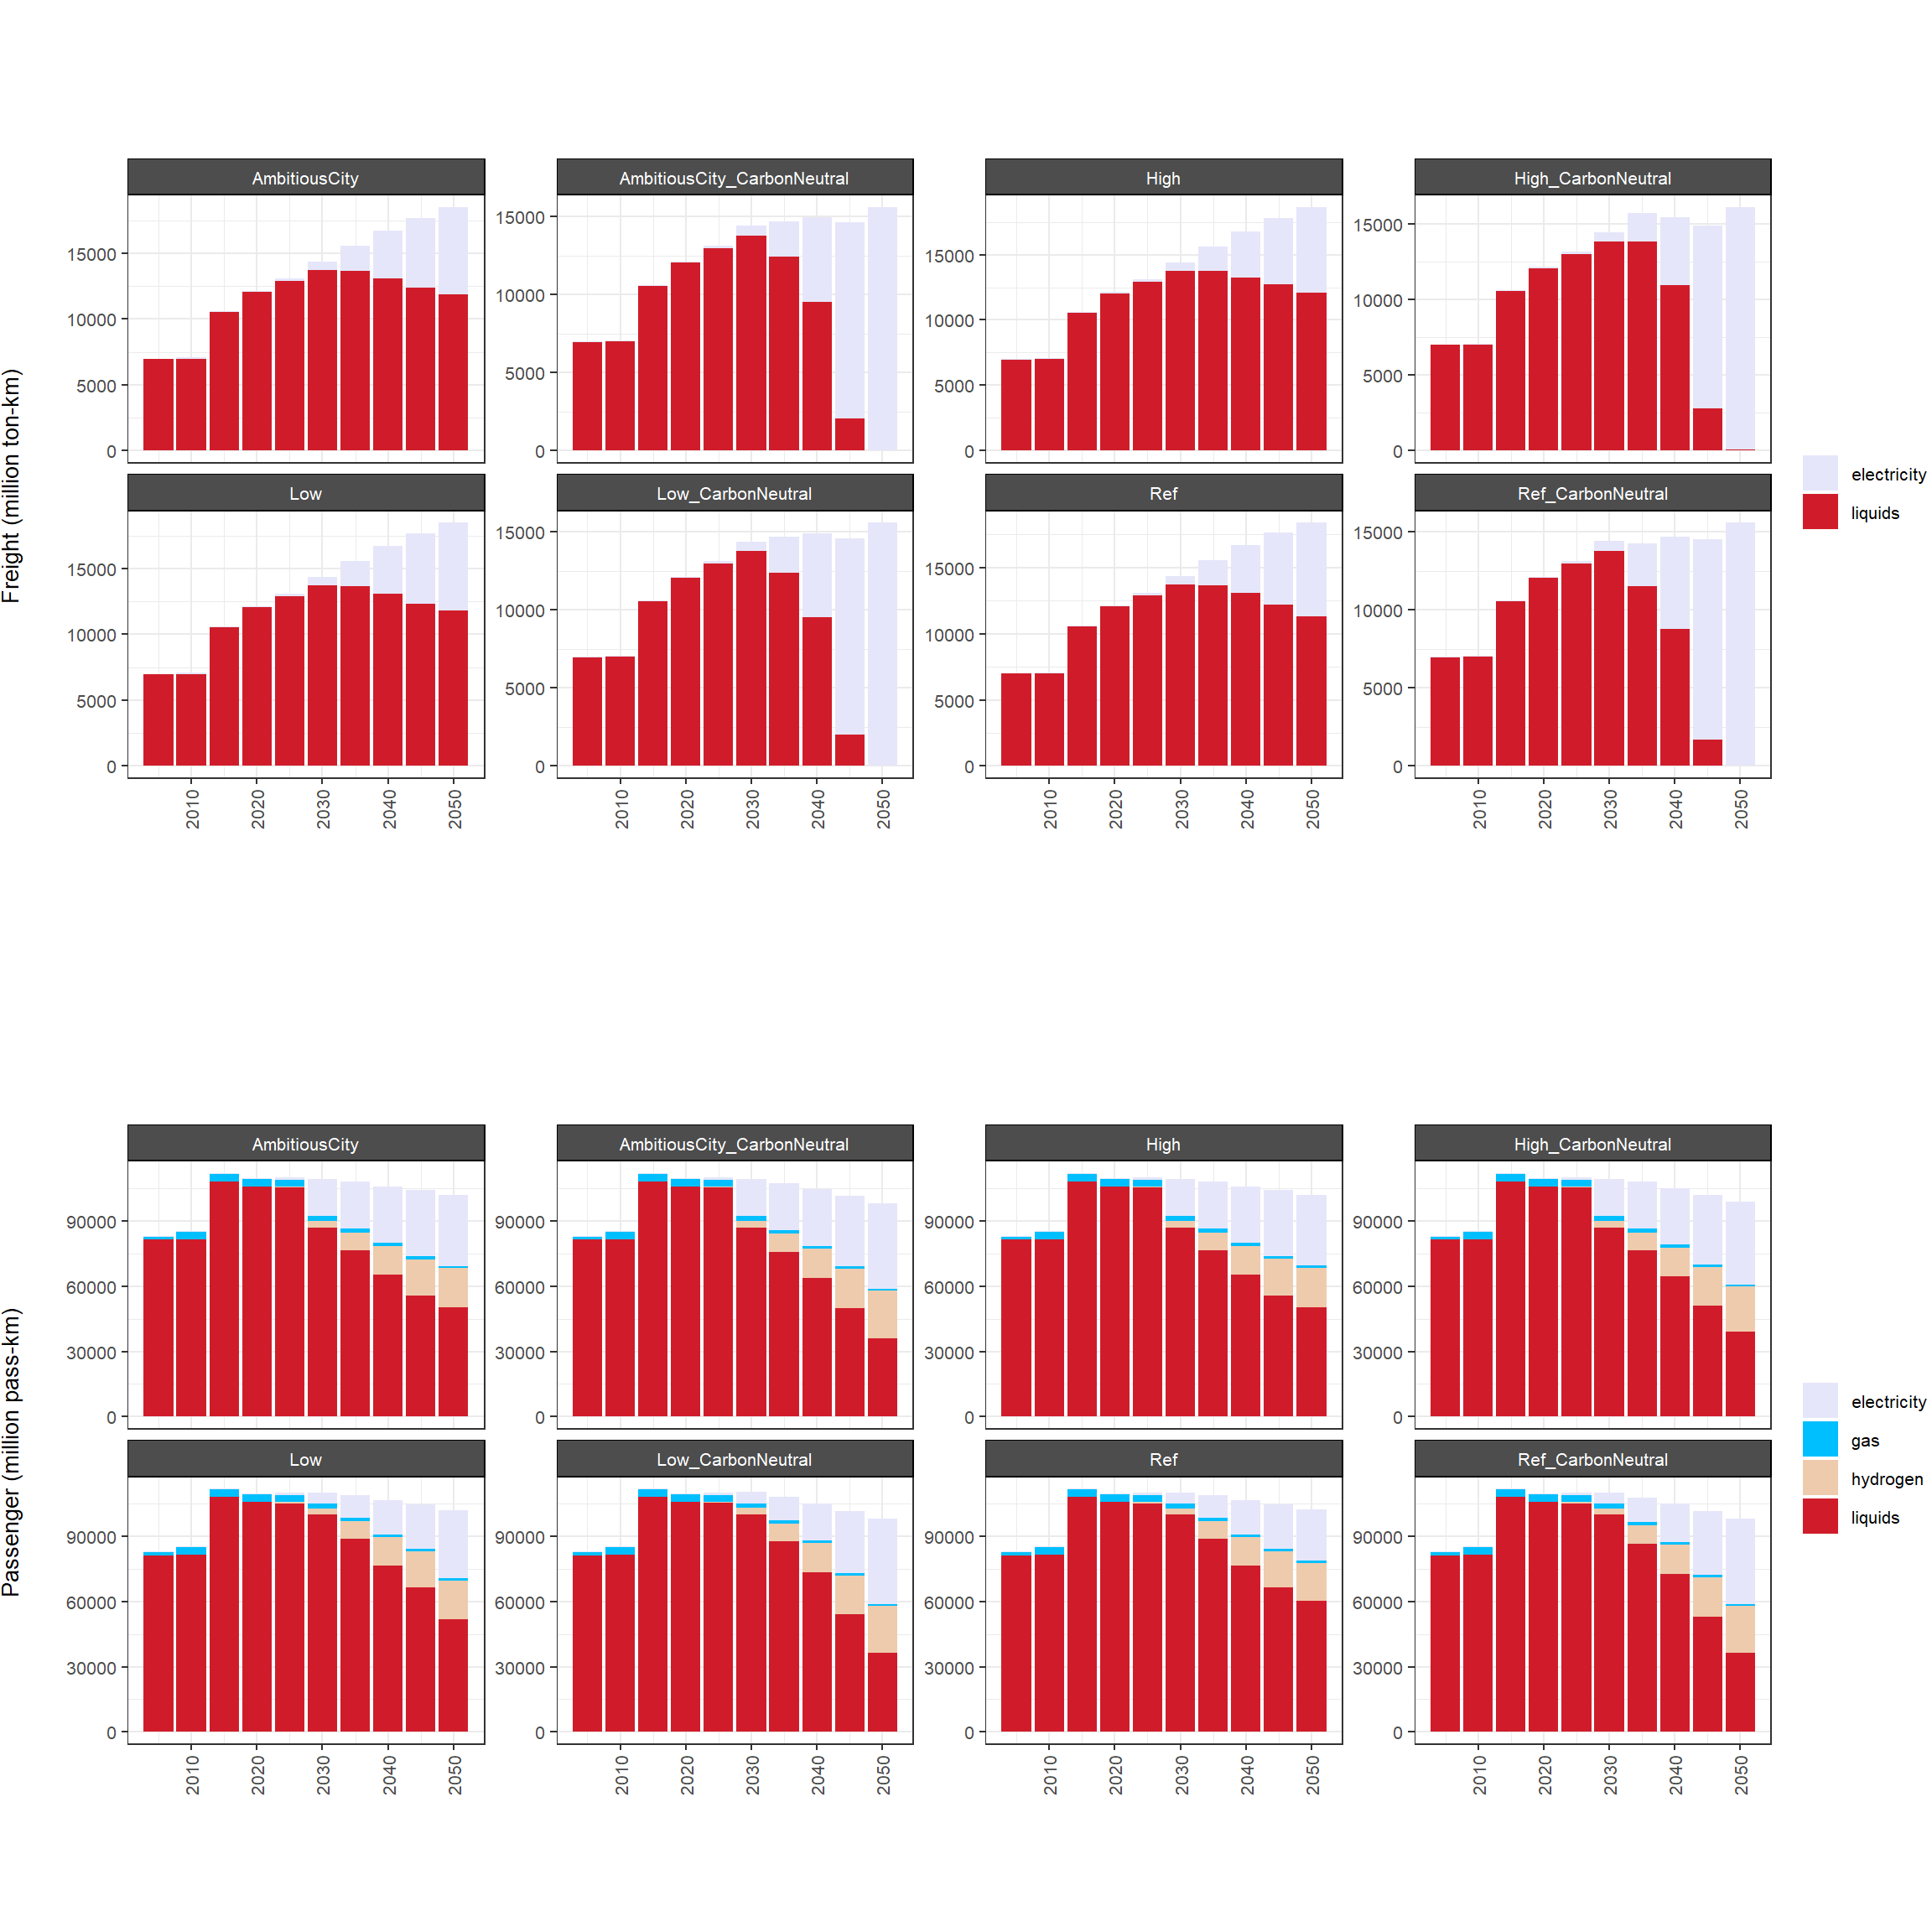 AmbitiousCity
AmbitiousCity_CarbonNeutral
High
High_CarbonNeutral
15000
10000
5000
0
15000
10000
5000
0
15000
10000
5000
0
15000
10000
5000
0
Freight (million ton-km)
electricity
liquids
Low
Low_CarbonNeutral
Ref
Ref_CarbonNeutral
15000
10000
5000
0
15000
10000
5000
0
15000
10000
5000
0
15000
10000
5000
0
2010 2020 2030 2040 2050
2010 2020 2030 2040 2050
2010 2020 2030 2040 2050
2010 2020 2030 2040 2050
AmbitiousCity
AmbitiousCity_CarbonNeutral
High
High_CarbonNeutral
90000
60000
30000
0
90000
60000
30000
0
90000
60000
30000
0
90000
60000
30000
0
Passenger (million pass-km)
electricity
gas
hydrogen
liquids
Low
Low_CarbonNeutral
Ref
Ref_CarbonNeutral
90000
60000
30000
0
90000
60000
30000
0
90000
60000
30000
0
90000
60000
30000
0
2010 2020 2030 2040 2050
2010 2020 2030 2040 2050
2010 2020 2030 2040 2050
2010 2020 2030 2040 2050